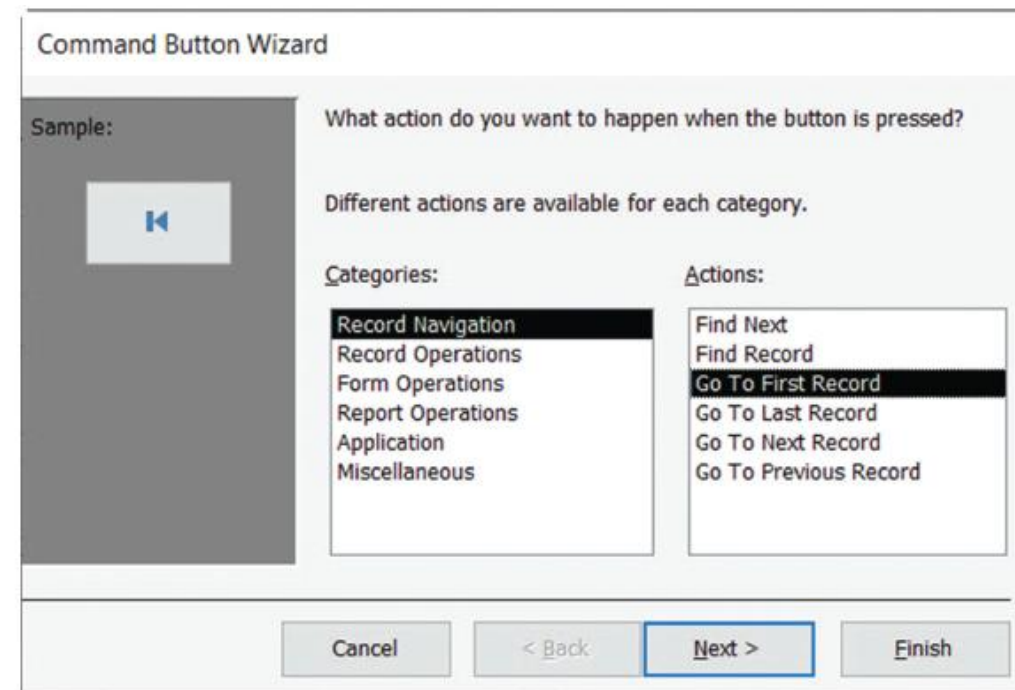 Command Button Wizard
Sample:
What action do you want to happen when the button is pressed?
Different actions are available for each category.
Categories:
Record Navigation
Record Operations
Form Operations
Report Operations
Application
Miscellaneous
Actions:
Find Next
Find Record
Go To First Record
Go To Last Record
Go To Next Record
Go To Previous Record
Cancel
< Back
Next >
Finish